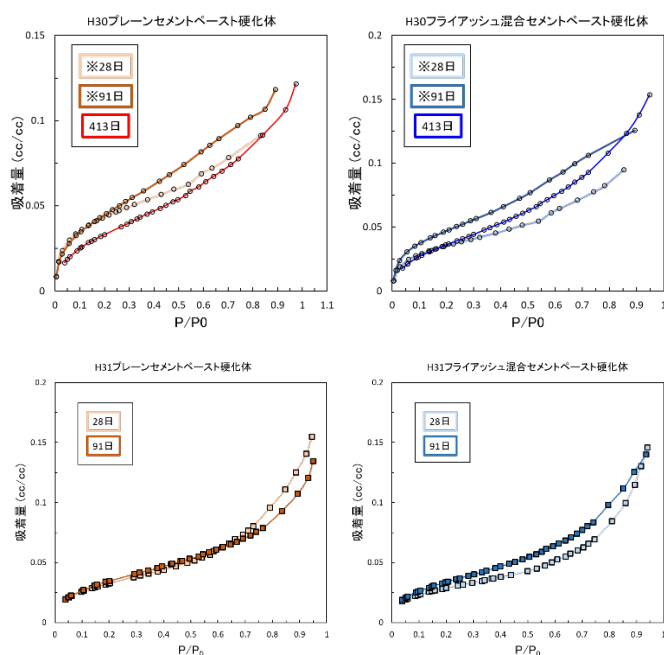 H30プレーンセメントペースト硬化体
※28日
※91日
413日
吸着量 (cc/cc)
0.15
0.1
0.05
0
0 0.1 0.2 0.3 0.4 0.5 0.6 0.7 0.8 0.9 1 1.1
P/P0
H30フライアッシュ混合セメントペースト硬化体
※28日
※91日
413日
吸着量 (cc/cc)
0.2
0.15
0.1
0.05
0
0 0.1 0.2 0.3 0.4 0.5 0.6 0.7 0.8 0.9 1
P/P0
H31プレーンセメントペースト硬化体
28日
91日
吸着量 (cc/cc)
0.2
0.15
0.1
0.05
0
0 0.1 0.2 0.3 0.4 0.5 0.6 0.7 0.8 0.9 1
P/P₀
H31フライアッシュ混合セメントペースト硬化体
28日
91日
吸着量 (cc/cc)
0.2
0.15
0.1
0.05
0
0 0.1 0.2 0.3 0.4 0.5 0.6 0.7 0.8 0.9 1
P/P₀